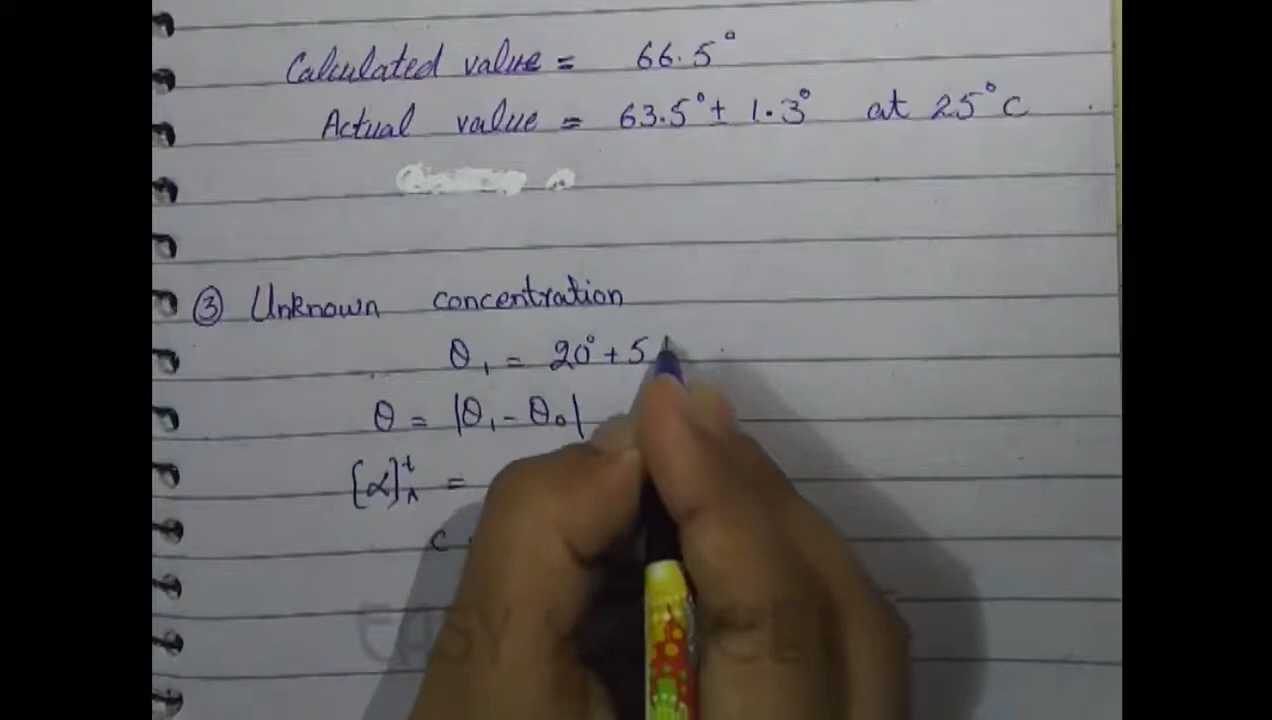 Calculated value = 66.5°
Actual value = 63.5° ± 1.3° at 25°C
③ Unknown concentration
θ₁ = 20° + 5
θ = |θ₁ - θ₀|
[α]ᵗλ =
C
EASY